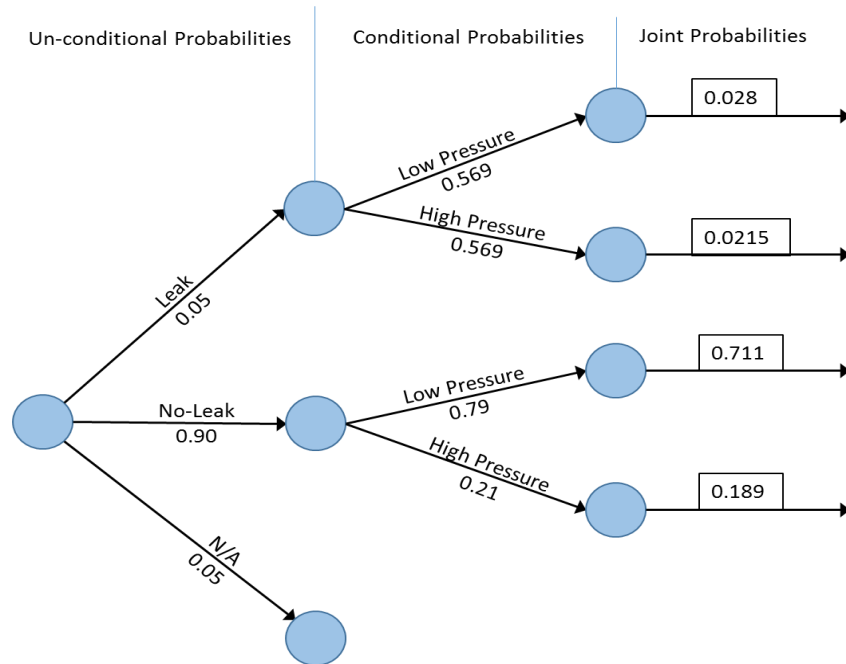 Un-conditional Probabilities
Conditional Probabilities
Joint Probabilities
0.028
Low Pressure
0.569
High Pressure
0.569
0.0215
Leak
0.05
Low Pressure
0.79
0.711
No-Leak
0.90
High Pressure
0.21
0.189
N/A
0.05